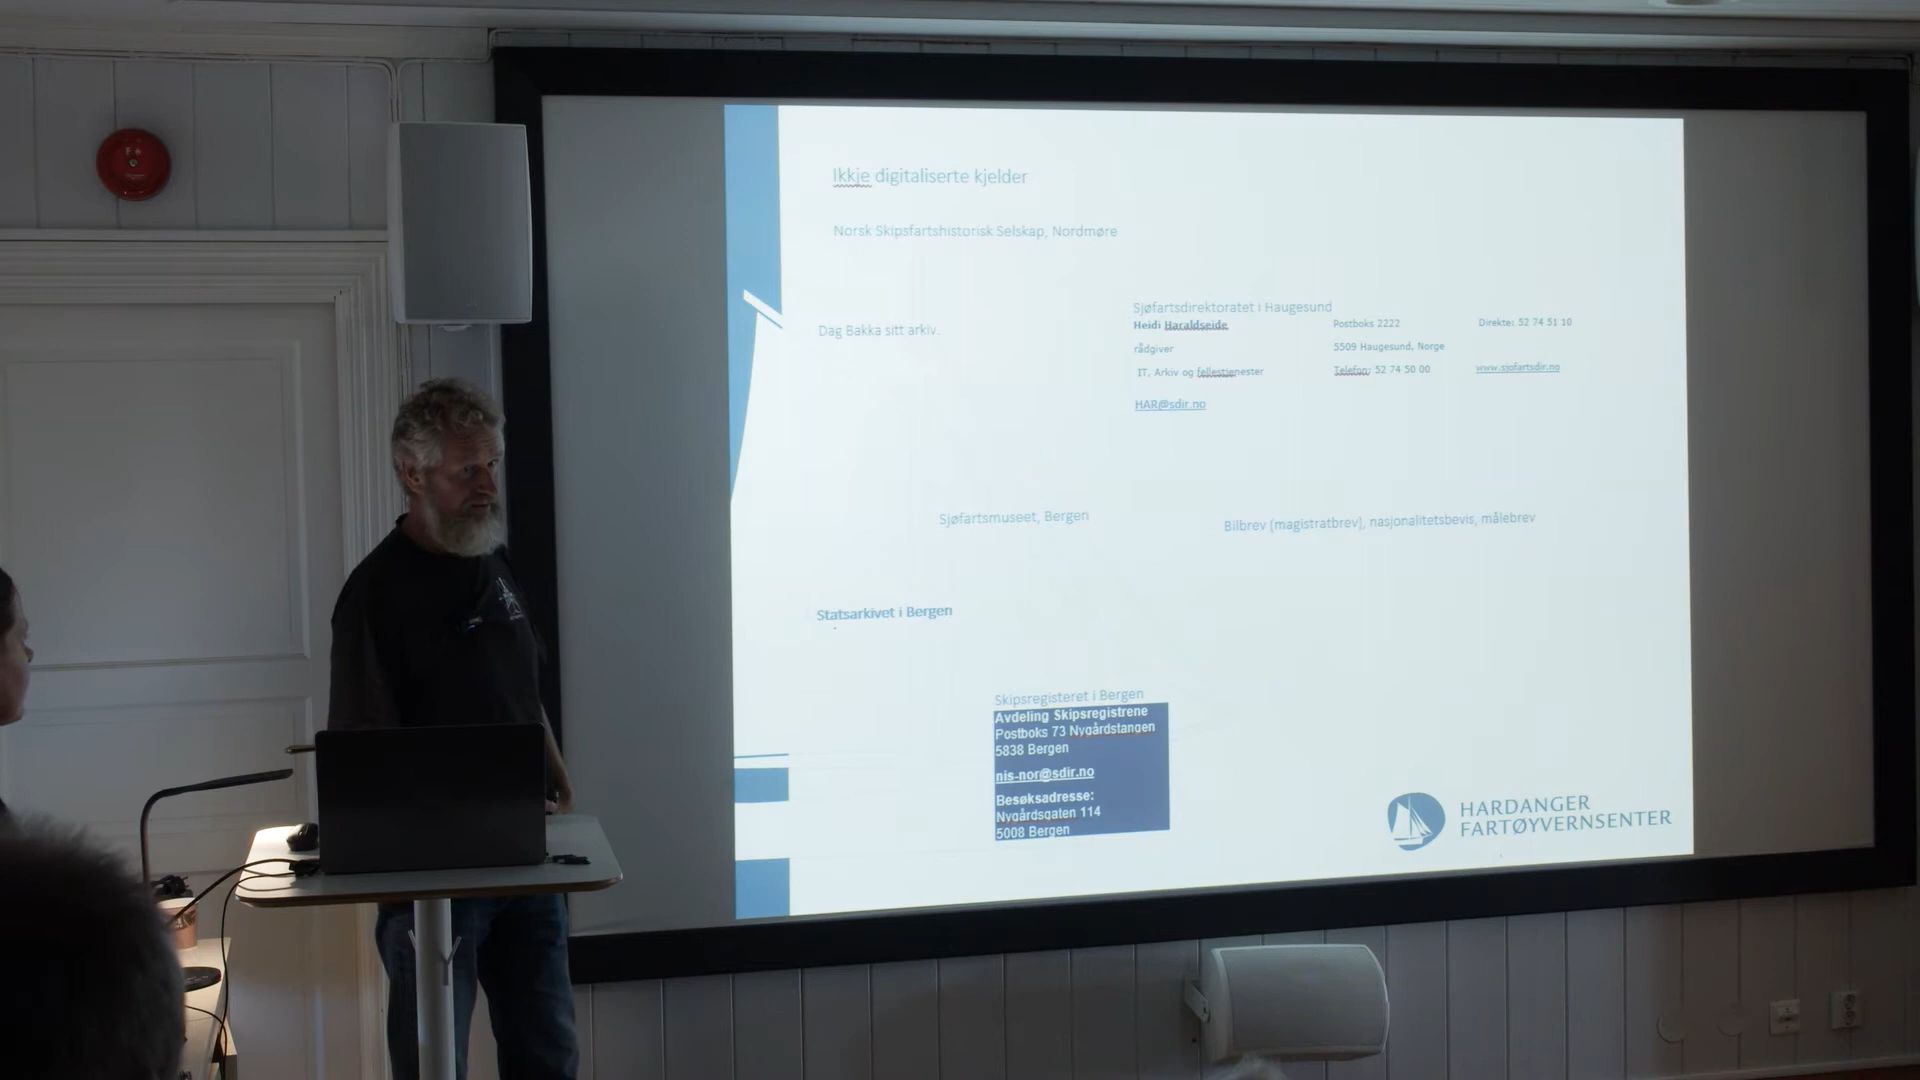 Ikkje digitaliserte kjelder
Norsk Skipsfartshistorisk Selskap, Nordmøre
Dag Bakka sitt arkiv.
Sjøfartsdirektoratet i Haugesund
Heidi Haraldseide
Postboks 2222
Direkte: 52 74 51 10
rådgiver
5509 Haugesund, Norge
IT, Arkiv og fellestjenester
Telefon: 52 74 50 00
www.sjofartsdir.no
HAR@sdir.no
Sjøfartsmuseet, Bergen
Bilbrev (magistratbrev), nasjonalitetsbevis, målebrev
Statsarkivet i Bergen
Skipsregisteret i Bergen
Avdeling Skipsregistrene
Postboks 73 Nygårdstangen
5838 Bergen
nis-nor@sdir.no
Besøksadresse:
Nygårdsgaten 114
5008 Bergen
HARDANGER
FARTØYVERNSENTER